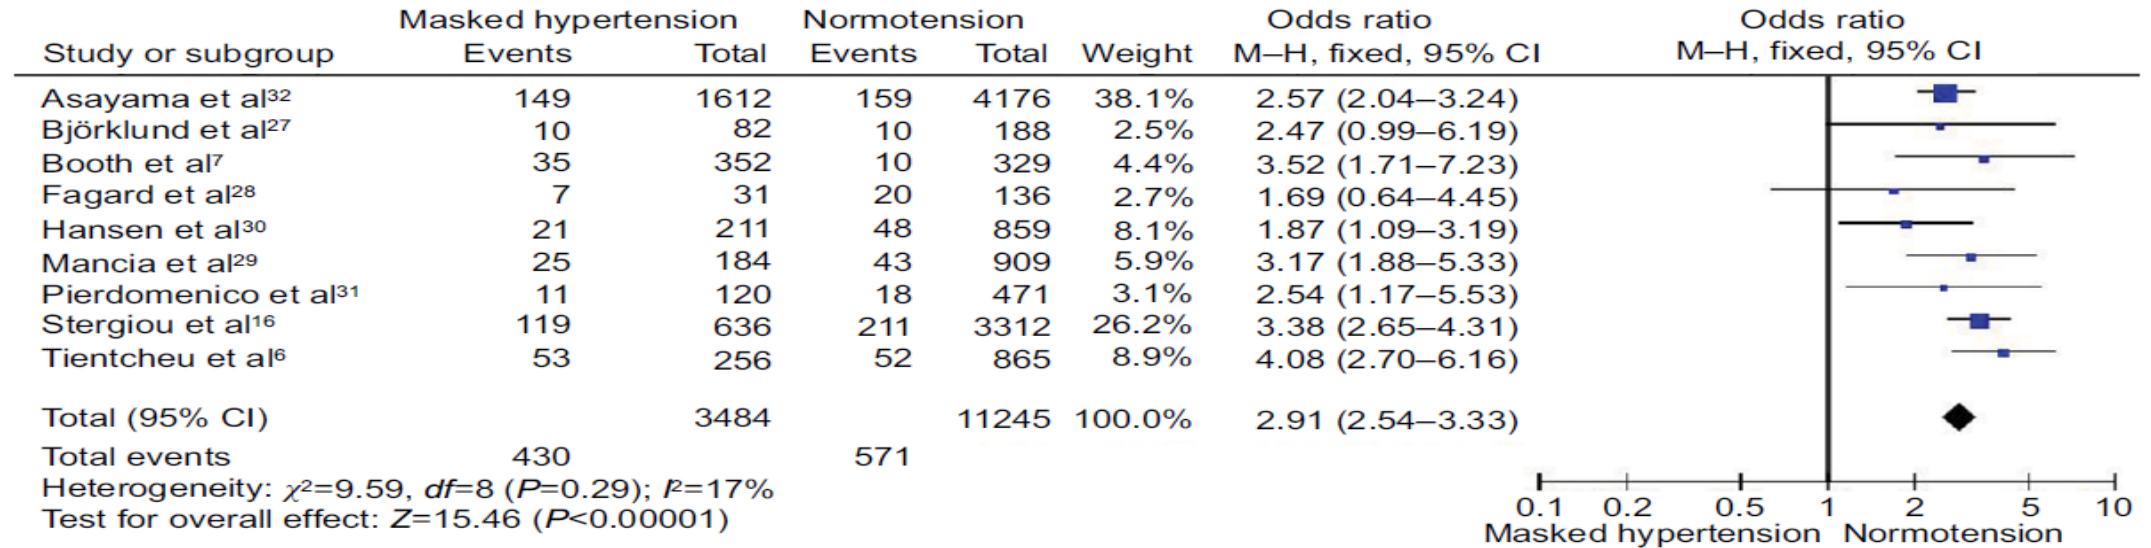 Masked hypertension Normotension Odds ratio Odds ratio
Study or subgroup Events Total Events Total Weight M–H, fixed, 95% CI M–H, fixed, 95% CI
Asayama et al³² 149 1612 159 4176 38.1% 2.57 (2.04–3.24)
Björklund et al²⁷ 10 82 10 188 2.5% 2.47 (0.99–6.19)
Booth et al⁷ 35 352 10 329 4.4% 3.52 (1.71–7.23)
Fagard et al²⁸ 7 31 20 136 2.7% 1.69 (0.64–4.45)
Hansen et al³⁰ 21 211 48 859 8.1% 1.87 (1.09–3.19)
Mancia et al²⁹ 25 184 43 909 5.9% 3.17 (1.88–5.33)
Pierdomenico et al³¹ 11 120 18 471 3.1% 2.54 (1.17–5.53)
Stergiou et al¹⁶ 119 636 211 3312 26.2% 3.38 (2.65–4.31)
Tientcheu et al⁶ 53 256 52 865 8.9% 4.08 (2.70–6.16)
Total (95% CI) 3484 11245 100.0% 2.91 (2.54–3.33)
Total events 430 571
Heterogeneity: χ²=9.59, df=8 (P=0.29); I²=17%
Test for overall effect: Z=15.46 (P<0.00001)
0.1 0.2 0.5 1 2 5 10
Masked hypertension Normotension